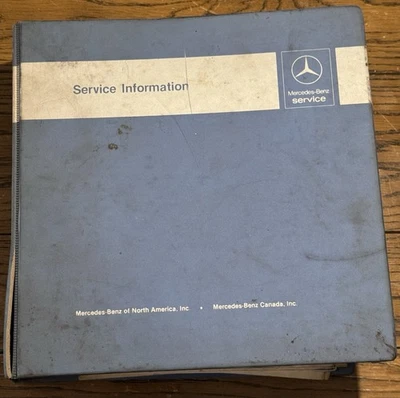 Service Information
Mercedes-Benz
service
Mercedes-Benz of North America, Inc. • Mercedes-Benz Canada, Inc.